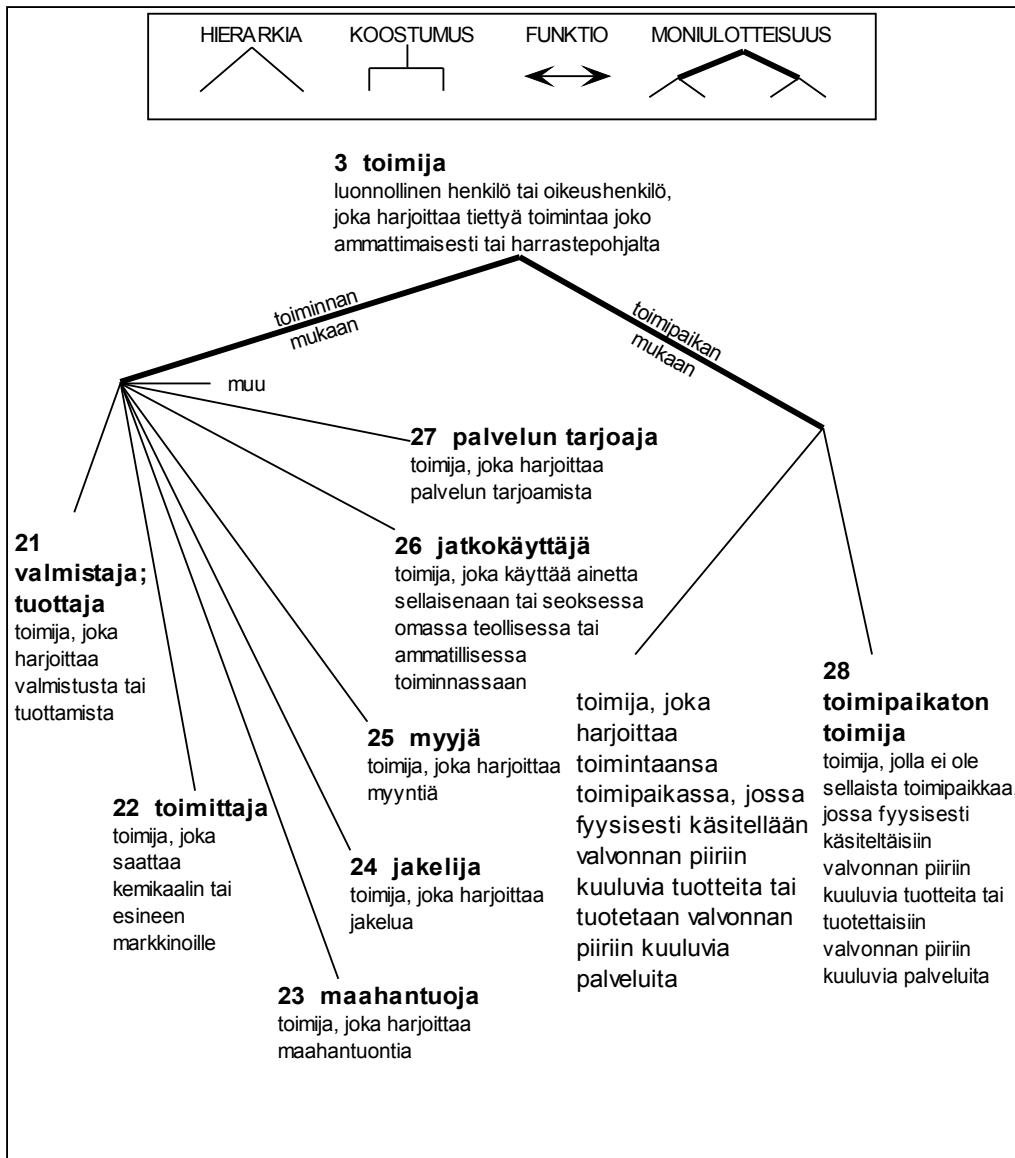 HIERARKIA KOOSTUMUS FUNKTIO MONIULOTTEISUUS
3 toimija
luonnollinen henkilö tai oikeushenkilö,
joka harjoittaa tiettyä toimintaa joko
ammattimaisesti tai harrastepohjalta
toiminnan
mukaan
toimipaikan
mukaan
muu
27 palvelun tarjoaja
toimija, joka harjoittaa
palvelun tarjoamista
21
valmistaja;
tuottaja
toimija, joka
harjoittaa
valmistusta tai
tuottamista
26 jatkokäyttäjä
toimija, joka käyttää ainetta
sellaisenaan tai seoksessa
omassa teollisessa tai
ammatillisessa
toiminnassaan
25 myyjä
toimija, joka harjoittaa
myyntiä
22 toimittaja
toimija, joka
saattaa
kemikaalin tai
esineen
markkinoille
24 jakelija
toimija, joka harjoittaa
jakelua
23 maahantuoja
toimija, joka harjoittaa
maahantuontia
toimija, joka
harjoittaa
toimintaansa
toimipaikassa, jossa
fyysisesti käsitellään
valvonnan piiriin
kuuluvia tuotteita tai
tuotetaan valvonnan
piiriin kuuluvia
palveluita
28
toimipaikaton
toimija
toimija, jolla ei ole
sellaista toimipaikkaa,
jossa fyysisesti
käsiteltäisiin
valvonnan piiriin
kuuluvia tuotteita tai
tuotettaisiin
valvonnan piiriin
kuuluvia palveluita